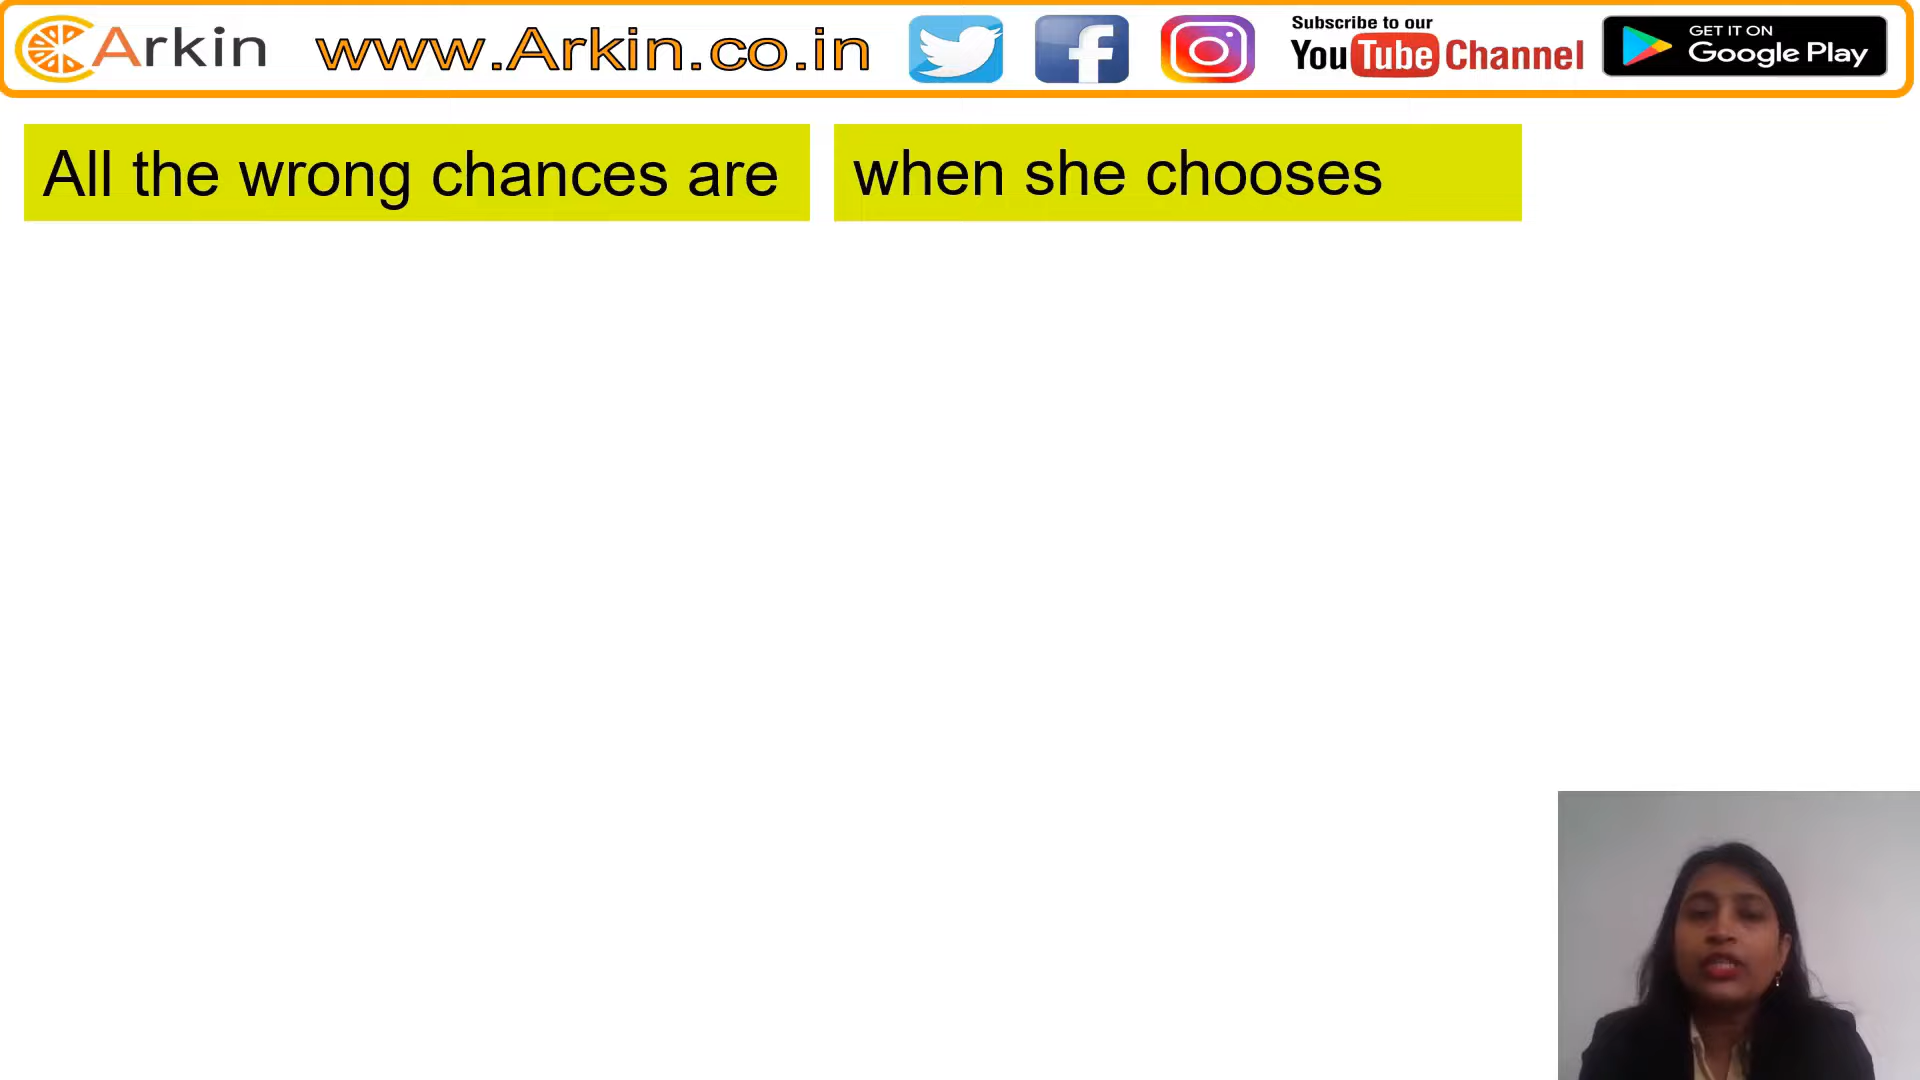 Arkin
www.Arkin.co.in
Subscribe to our
YouTube Channel
GET IT ON
Google Play
All the wrong chances are
when she chooses